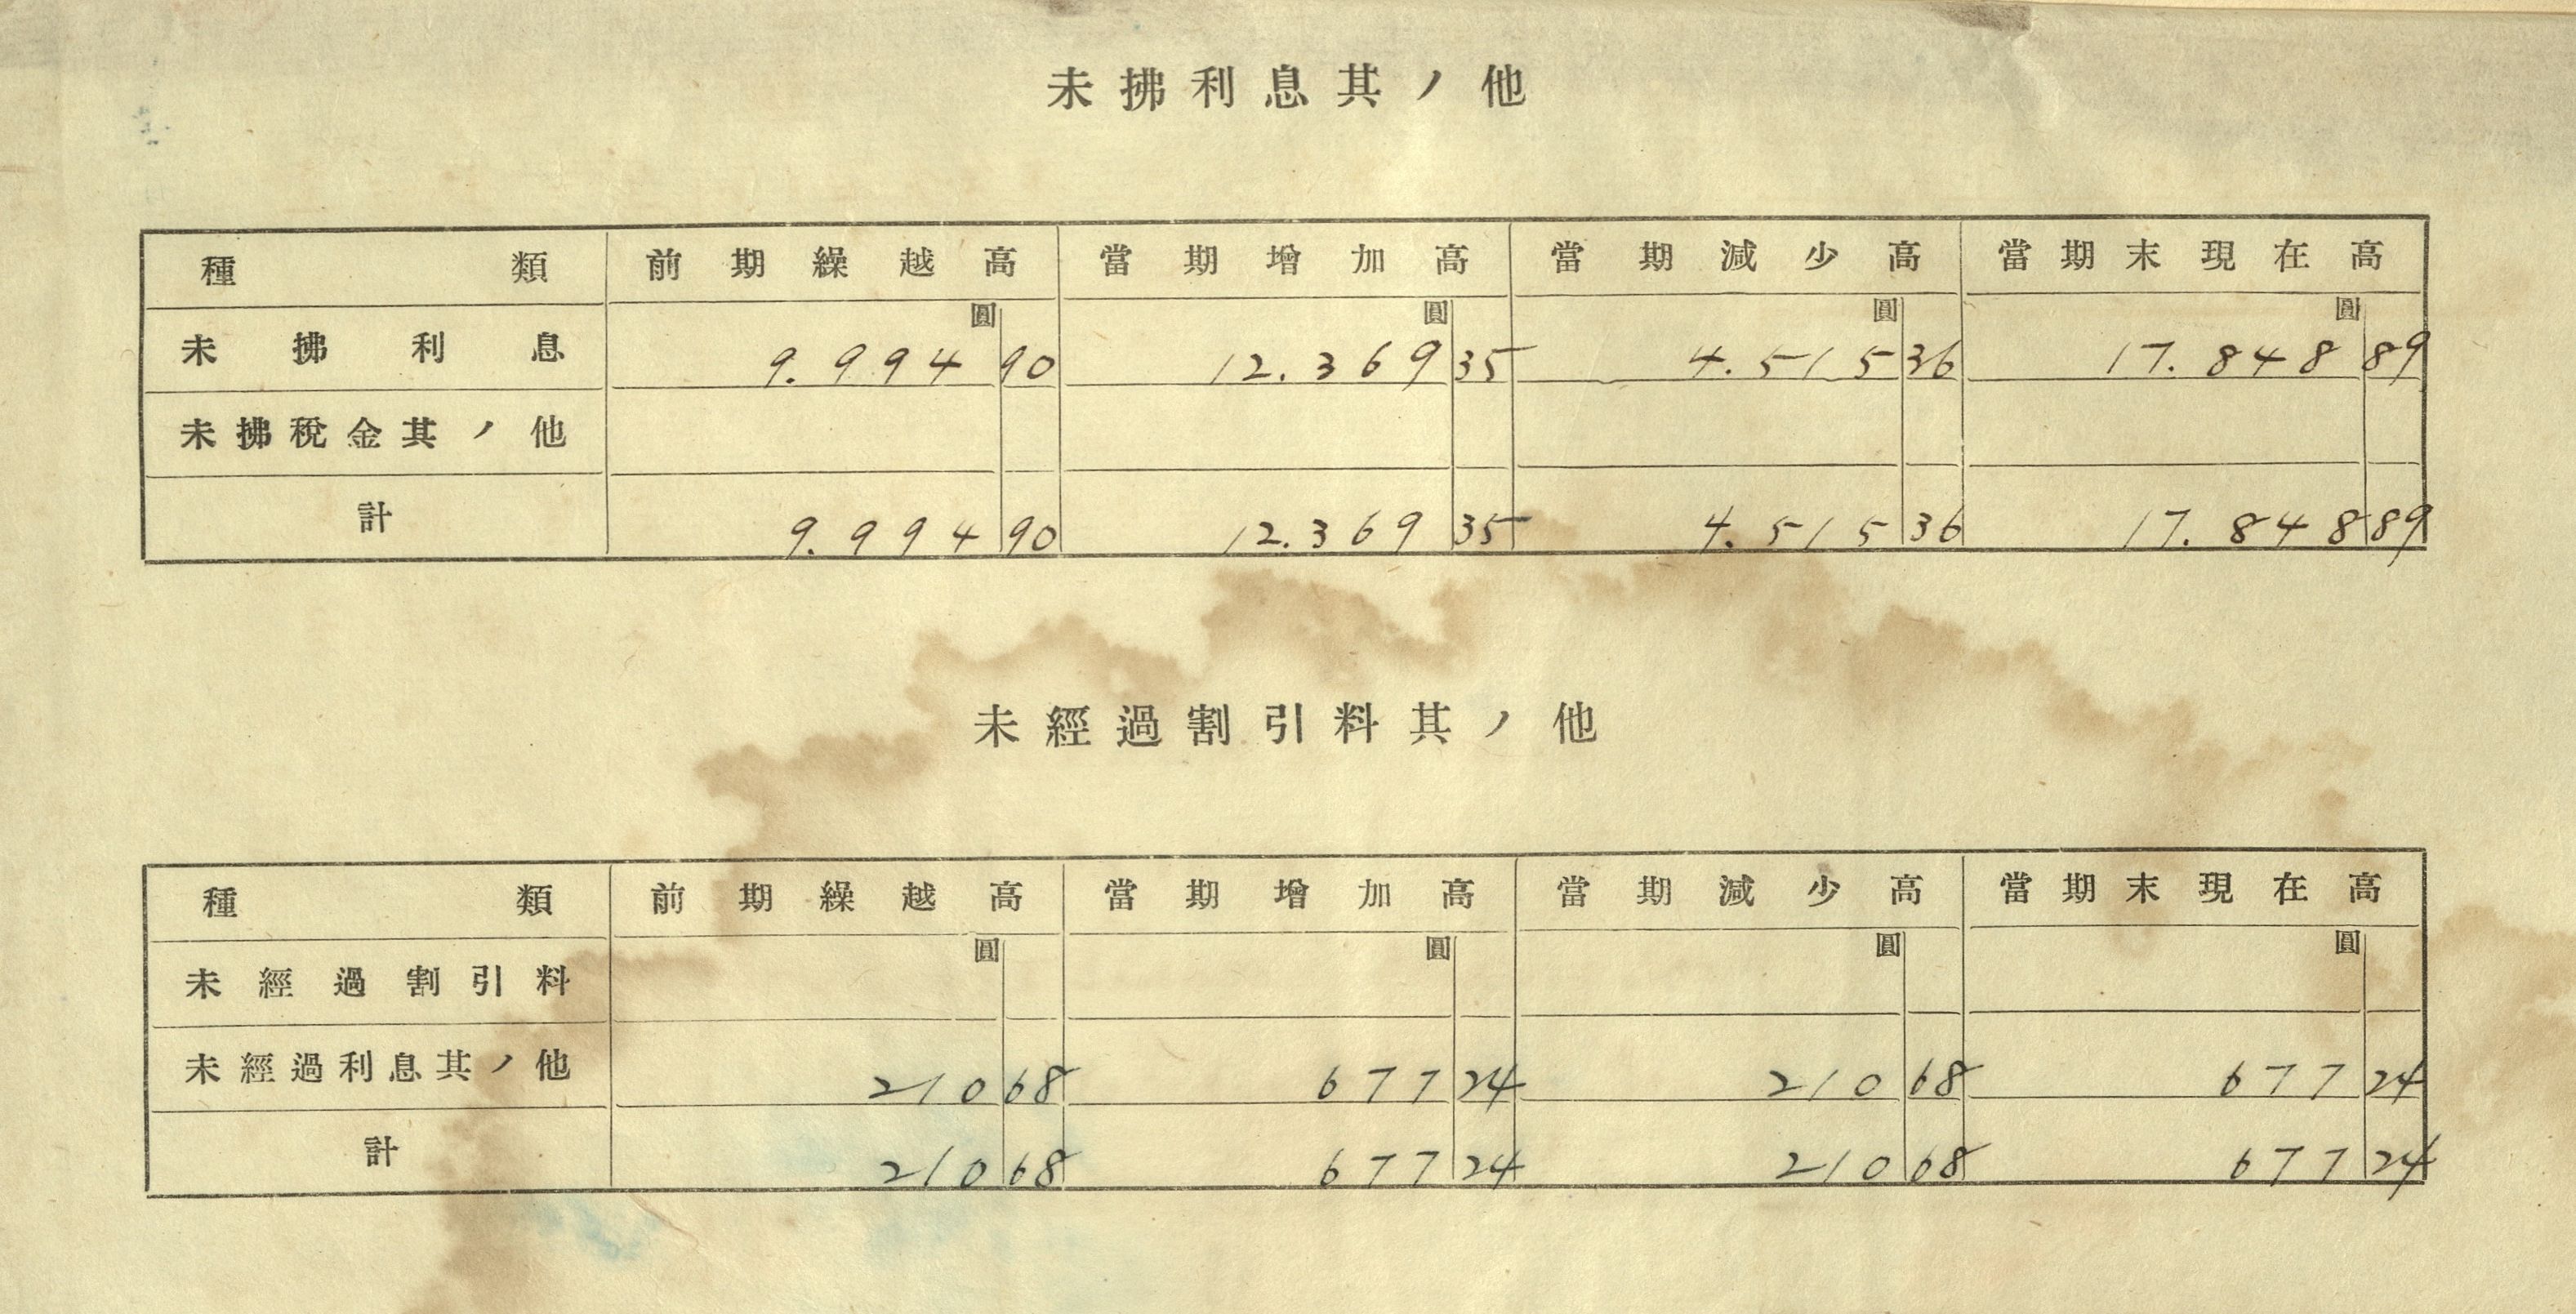 未拂利息其ノ他
種類 前期繰越高 當期增加高 當期減少高 當期末現在高
圓 圓 圓 圓
未拂利息 9.994 90 12.369 35 4.515 36 17.848 89
未拂稅金其ノ他
計 9.994 90 12.369 35 4.515 36 17.848 89
未經過割引料其ノ他
種類 前期繰越高 當期增加高 當期減少高 當期末現在高
圓 圓 圓 圓
未經過割引料
未經過利息其ノ他 210 68 677 24 210 68 677 24
計 210 68 677 24 210 68 677 24